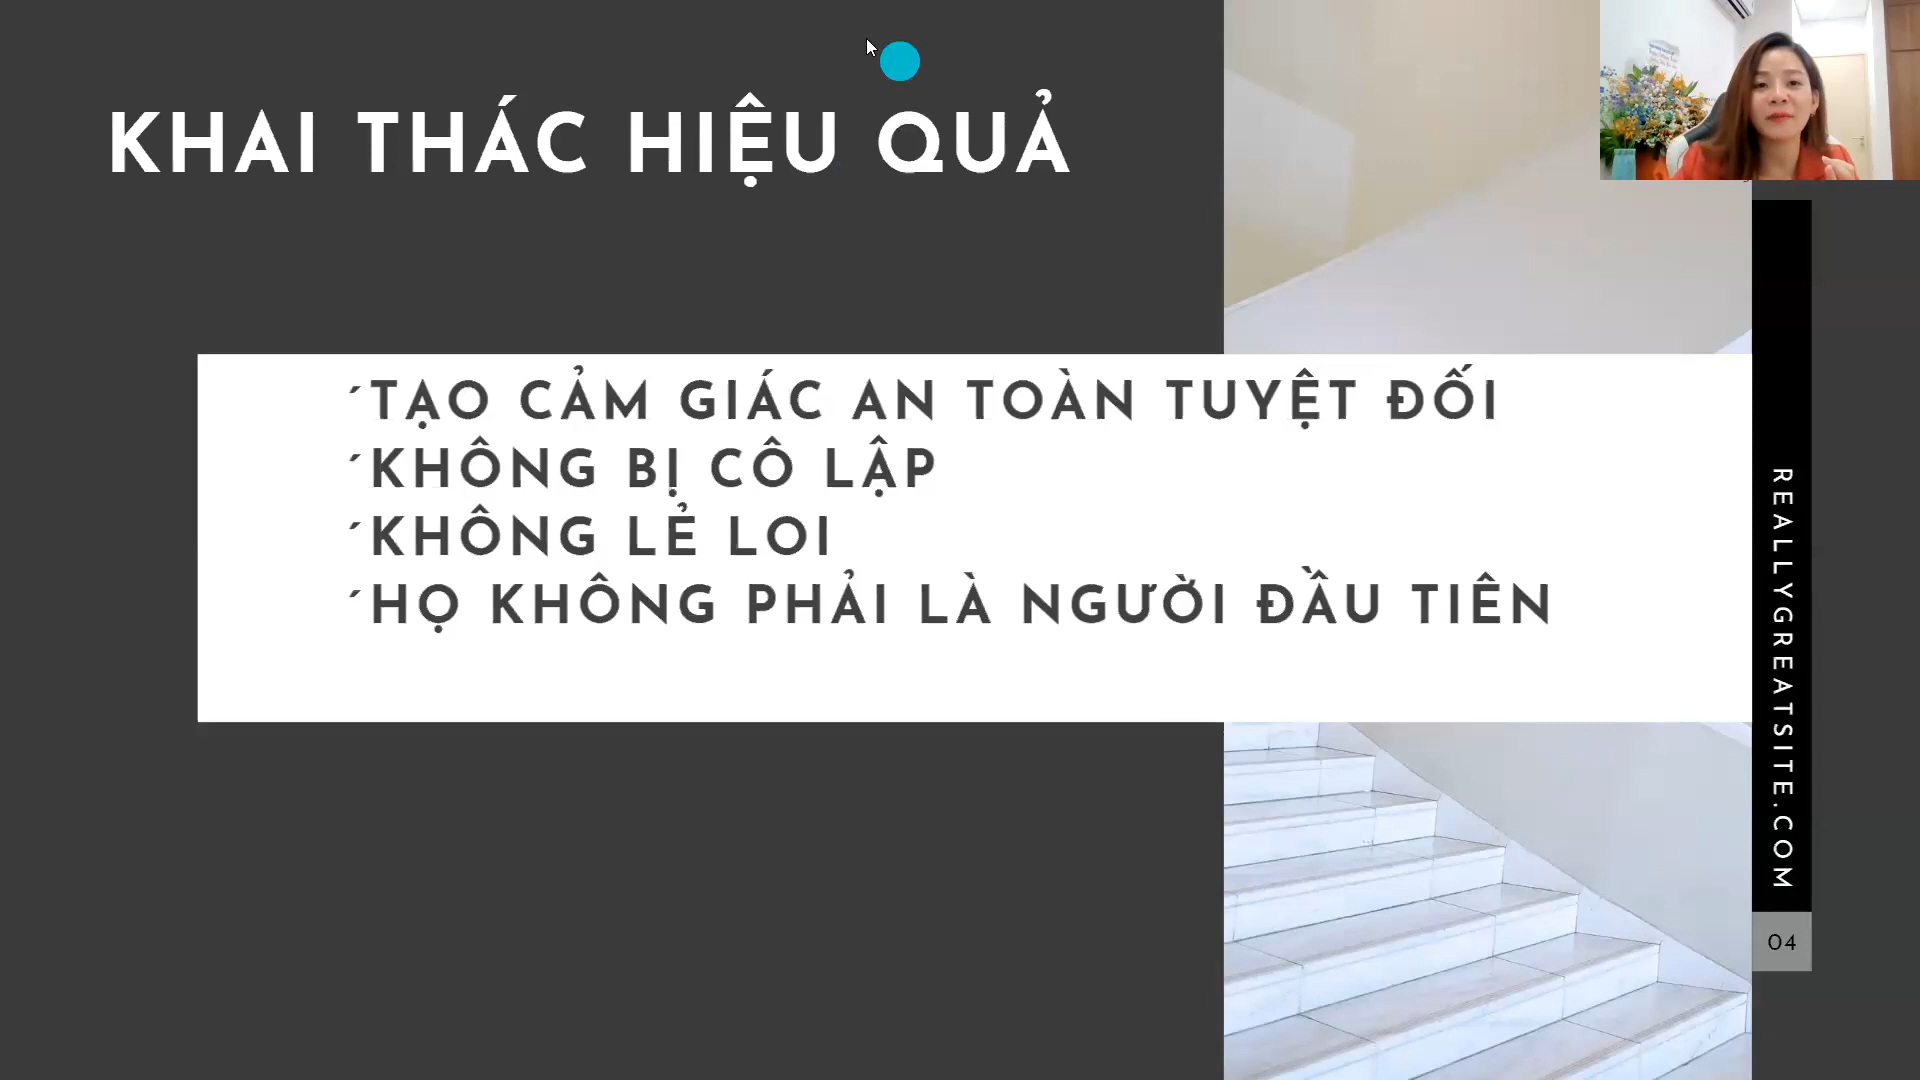 KHAI THÁC HIỆU QUẢ
´TẠO CẢM GIÁC AN TOÀN TUYỆT ĐỐI
´KHÔNG BỊ CÔ LẬP
´KHÔNG LẺ LOI
´HỌ KHÔNG PHẢI LÀ NGƯỜI ĐẦU TIÊN
REALLYGREATSITE.COM
04